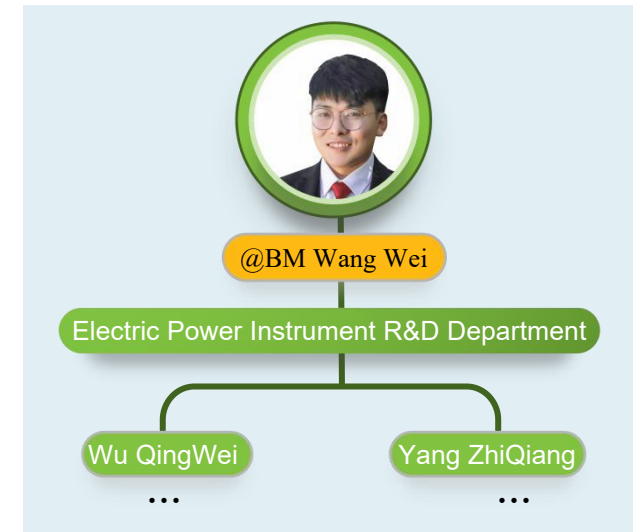 @BM Wang Wei
Electric Power Instrument R&D Department
Wu QingWei
Yang ZhiQiang
...
...